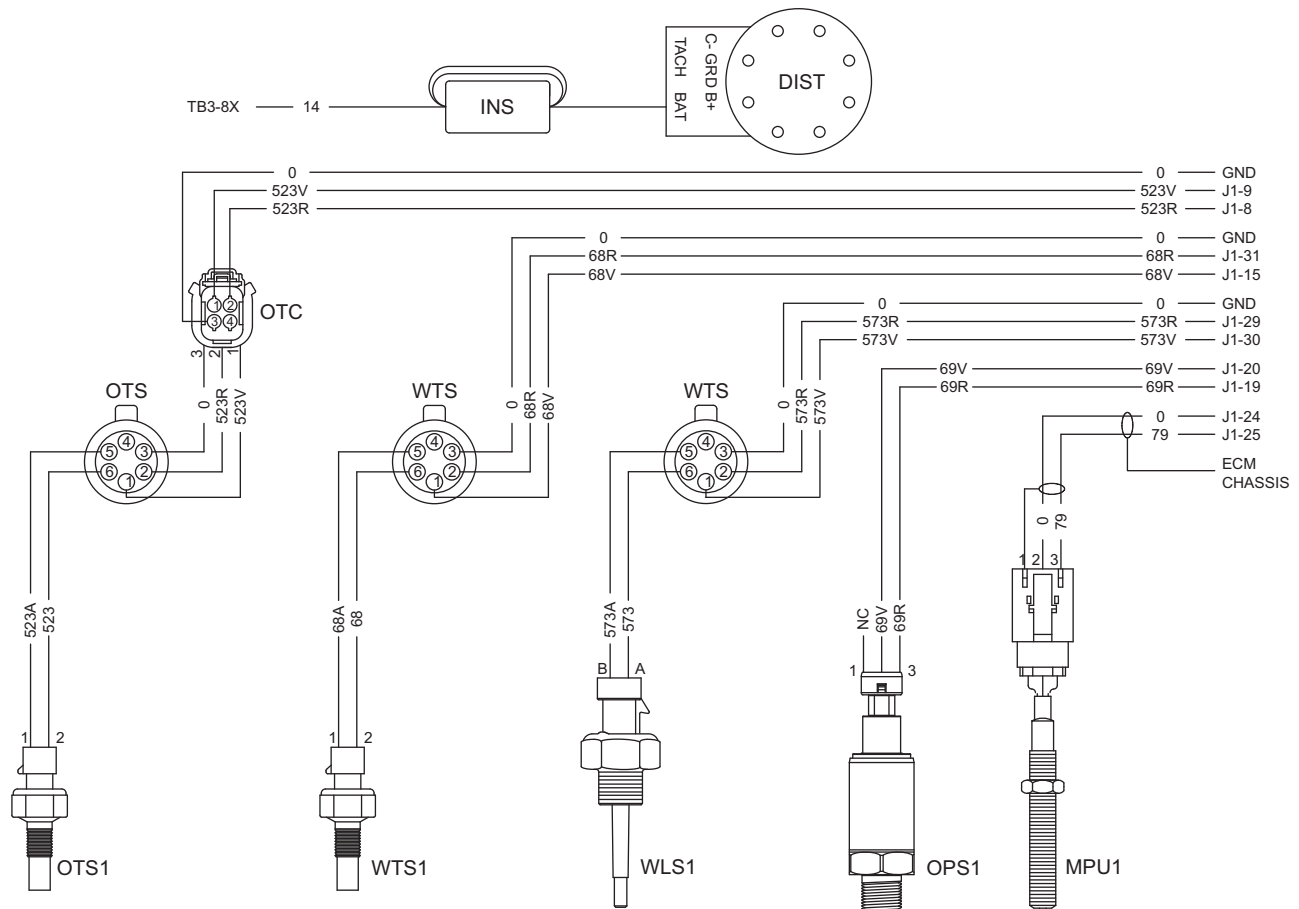 TB3-8X 14 INS
TACH BAT
C- GRD B+
DIST
0 0 GND
523V 523V J1-9
523R 523R J1-8
0 0 GND
68R 68R J1-31
68V 68V J1-15
0 0 GND
573R 573R J1-29
573V 573V J1-30
69V 69V J1-20
69R 69R J1-19
0 J1-24
79 J1-25
ECM
CHASSIS
1 2
3 4
OTC
3 2 1
0 523R 523V
0 68R 68V
0 573R 573V
OTS
4
5 3
6 2
1
WTS
4
5 3
6 2
1
WTS
4
5 3
6 2
1
0 79
1 2 3
523A 523
68A 68
573A 573
NC 69V 69R
B A
1 3
1 2
1 2
OTS1
WTS1
WLS1
OPS1
MPU1